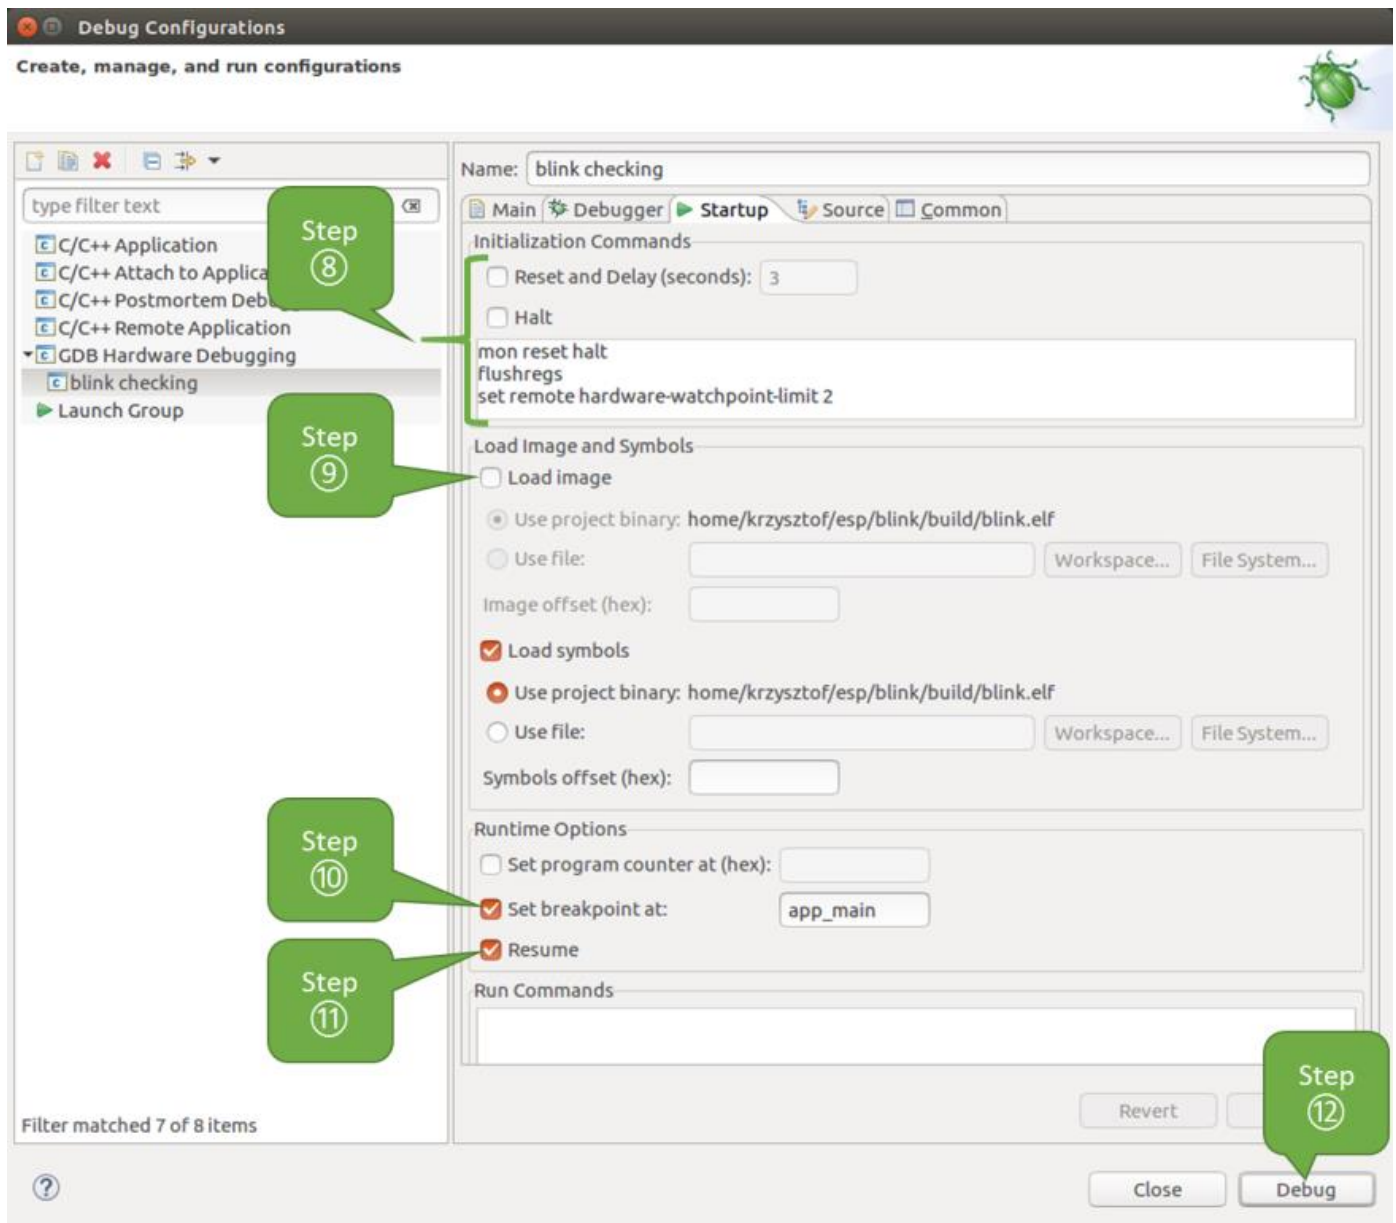 Debug Configurations
Create, manage, and run configurations
type filter text
C/C++ Application
C/C++ Attach to Applica
C/C++ Postmortem Debu
C/C++ Remote Application
GDB Hardware Debugging
blink checking
Launch Group
Filter matched 7 of 8 items
Step
⑧
Step
⑨
Step
⑩
Step
⑪
Name: blink checking
Main Debugger Startup Source Common
Initialization Commands
Reset and Delay (seconds): 3
Halt
mon reset halt
flushregs
set remote hardware-watchpoint-limit 2
Load Image and Symbols
Load image
Use project binary: home/krzysztof/esp/blink/build/blink.elf
Use file: Workspace... File System...
Image offset (hex):
Load symbols
Use project binary: home/krzysztof/esp/blink/build/blink.elf
Use file: Workspace... File System...
Symbols offset (hex):
Runtime Options
Set program counter at (hex):
Set breakpoint at: app_main
Resume
Run Commands
Step
⑫
Revert
Close Debug